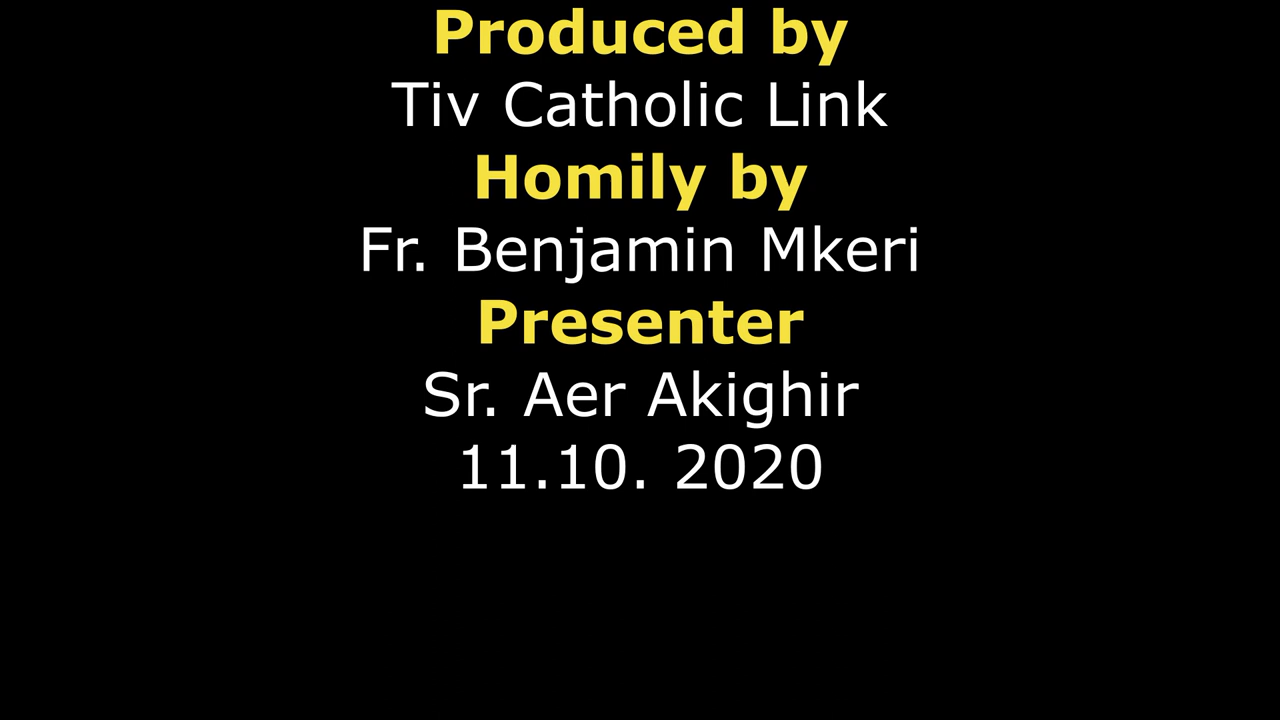 Produced by
Tiv Catholic Link
Homily by
Fr. Benjamin Mkeri
Presenter
Sr. Aer Akighir
11.10. 2020